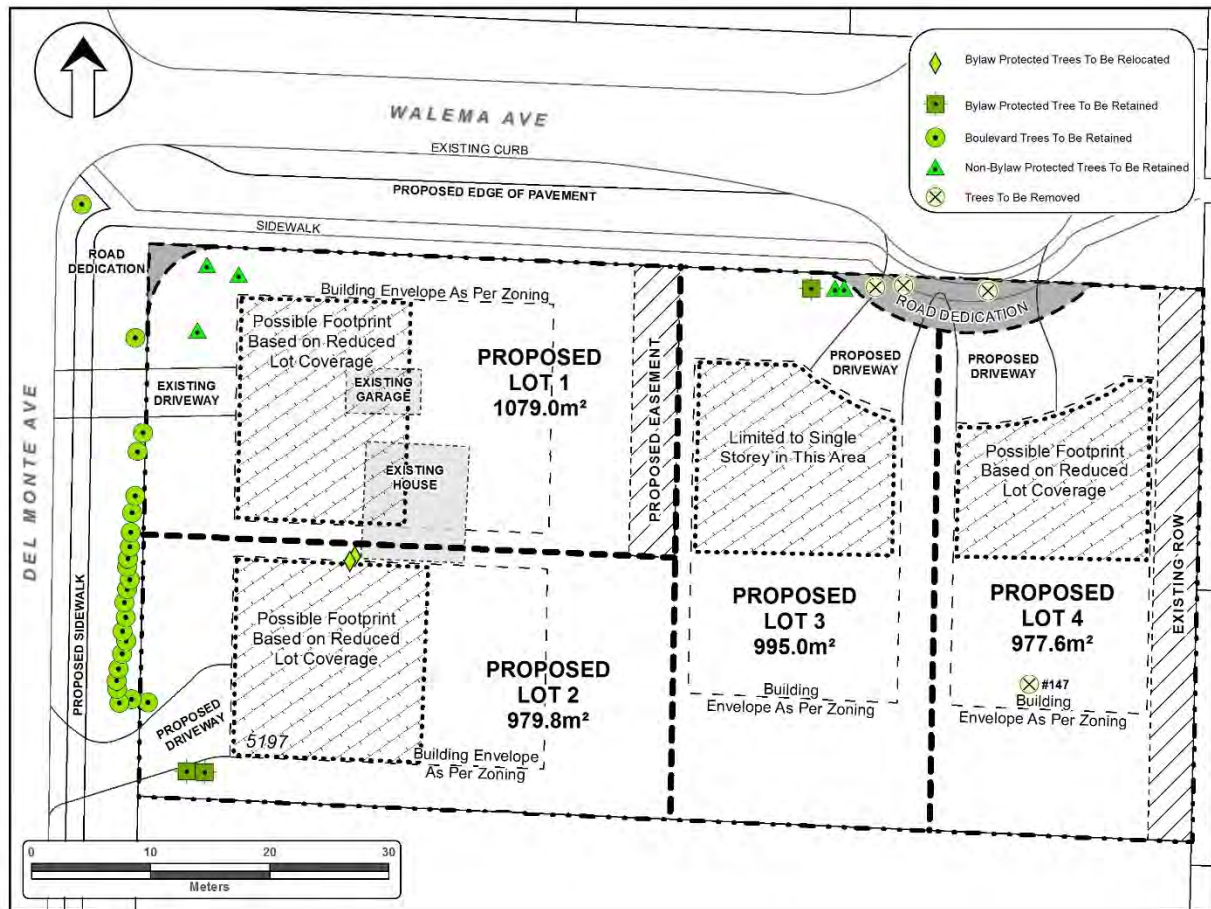 WALEMA AVE
EXISTING CURB
PROPOSED EDGE OF PAVEMENT
SIDEWALK
Bylaw Protected Trees To Be Relocated
Bylaw Protected Tree To Be Retained
Boulevard Trees To Be Retained
Non-Bylaw Protected Trees To Be Retained
Trees To Be Removed
ROAD
DEDICATION
DEL MONTE AVE
PROPOSED SIDEWALK
EXISTING
DRIVEWAY
Building Envelope As Per Zoning
Possible Footprint
Based on Reduced
Lot Coverage
EXISTING
GARAGE
EXISTING
HOUSE
PROPOSED
LOT 1
1079.0m²
PROPOSED EASEMENT
ROAD DEDICATION
PROPOSED
DRIVEWAY
PROPOSED
DRIVEWAY
Limited to Single
Storey in This Area
Possible Footprint
Based on Reduced
Lot Coverage
EXISTING ROW
Possible Footprint
Based on Reduced
Lot Coverage
PROPOSED
LOT 2
979.8m²
PROPOSED
LOT 3
995.0m²
PROPOSED
LOT 4
977.6m²
#147
Building
Envelope As Per Zoning
Building
Envelope As Per Zoning
PROPOSED
DRIVEWAY
5197
Building Envelope
As Per Zoning
0 10 20 30
Meters